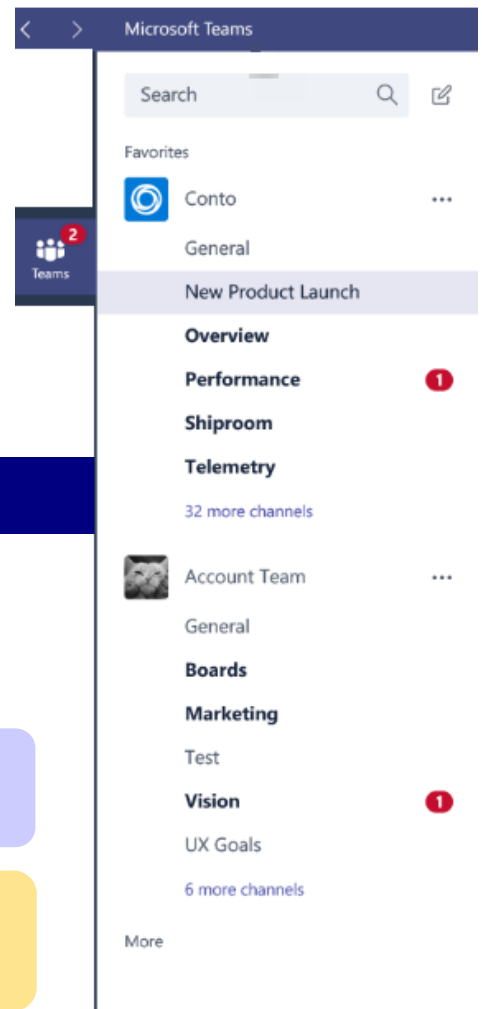 Microsoft Teams
Search
Favorites
Conto
2
Teams
General
New Product Launch
Overview
Performance 1
Shiproom
Telemetry
32 more channels
Account Team
General
Boards
Marketing
Test
Vision 1
UX Goals
6 more channels
More